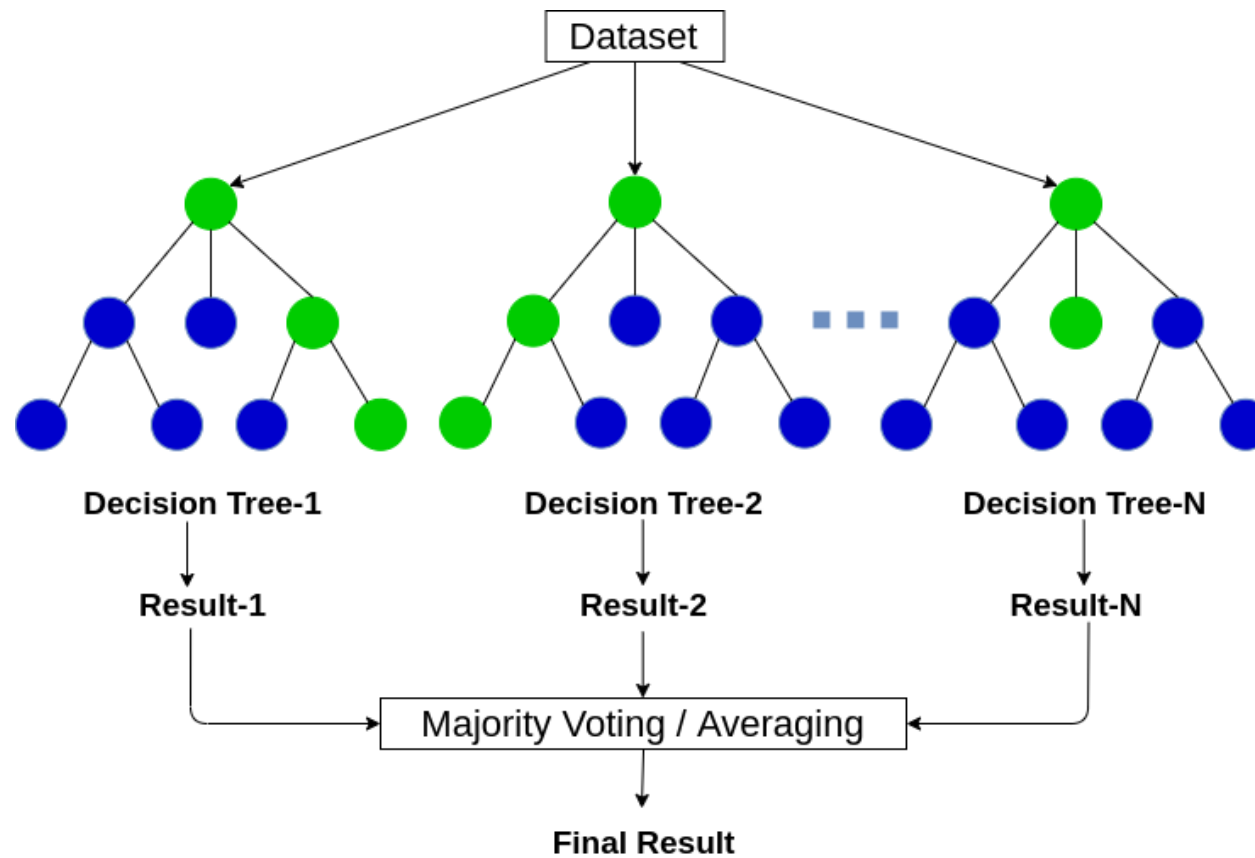 Dataset
Decision Tree-1
Decision Tree-2
Decision Tree-N
Result-1
Result-2
Result-N
Majority Voting / Averaging
Final Result